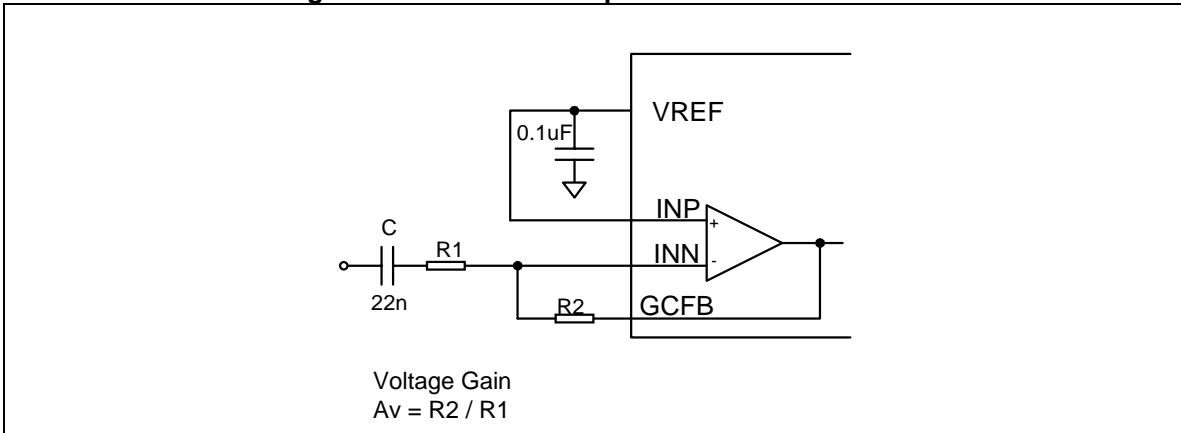 VREF
0.1uF
INP
+
C
R1
INN
-
22n
R2
GCFB
Voltage Gain
Av = R2 / R1